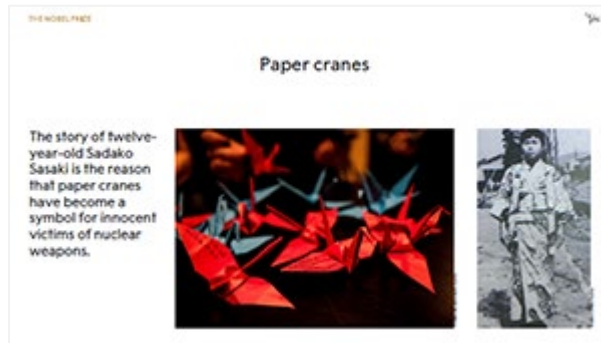 THE NOBEL PRIZE
Paper cranes
The story of twelve-
year-old Sadako
Sasaki is the reason
that paper cranes
have become a
symbol for innocent
victims of nuclear
weapons.